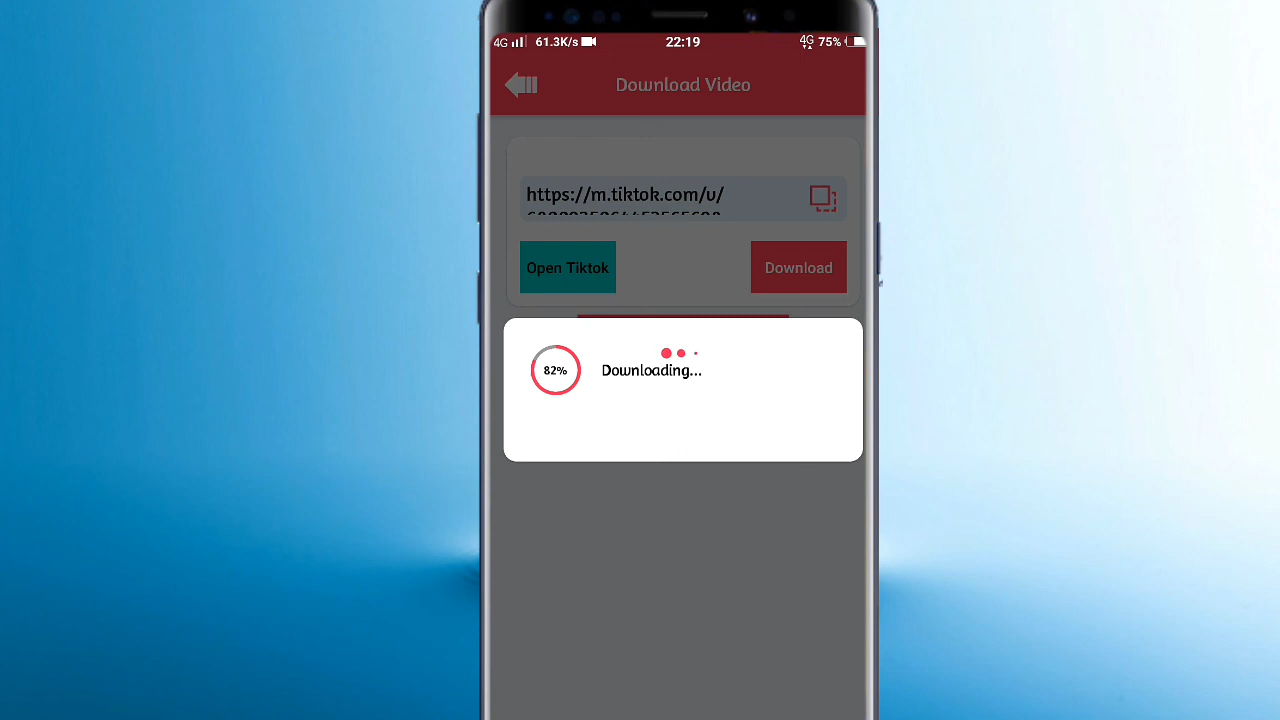 4G 61.3K/s 22:19 4G 75%
Download Video
https://m.tiktok.com/v/
Open Tiktok Download
82% Downloading...